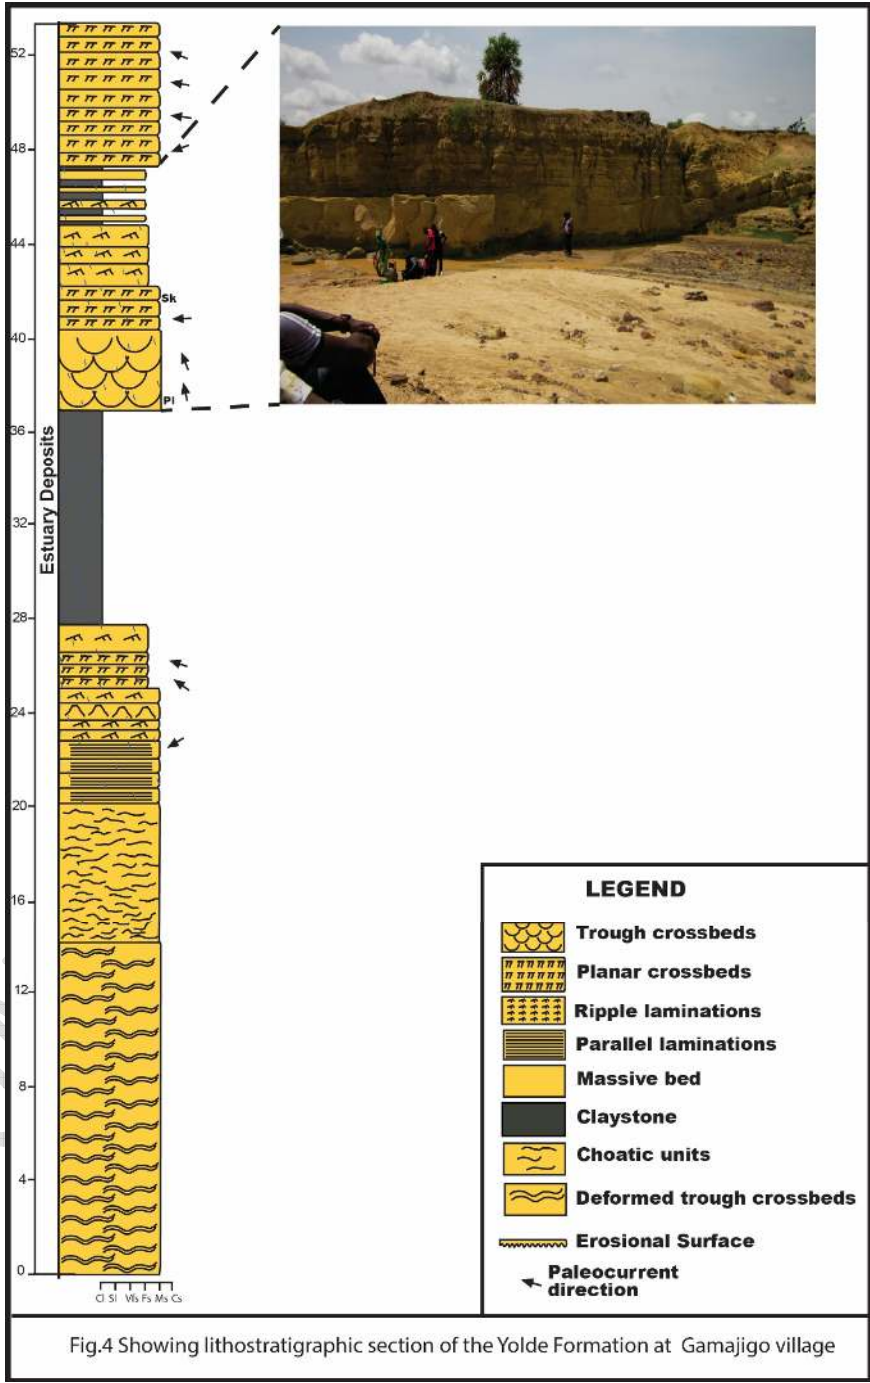 52
48
44
Sk
40
Pl
36
Estuary Deposits
32
28
24
20
16
12
8
4
0
Cl Sl Vfs Fs Ms Cs
LEGEND
Trough crossbeds
Planar crossbeds
Ripple laminations
Parallel laminations
Massive bed
Claystone
Choatic units
Deformed trough crossbeds
Erosional Surface
Paleocurrent
direction
Fig.4 Showing lithostratigraphic section of the Yolde Formation at Gamajigo village